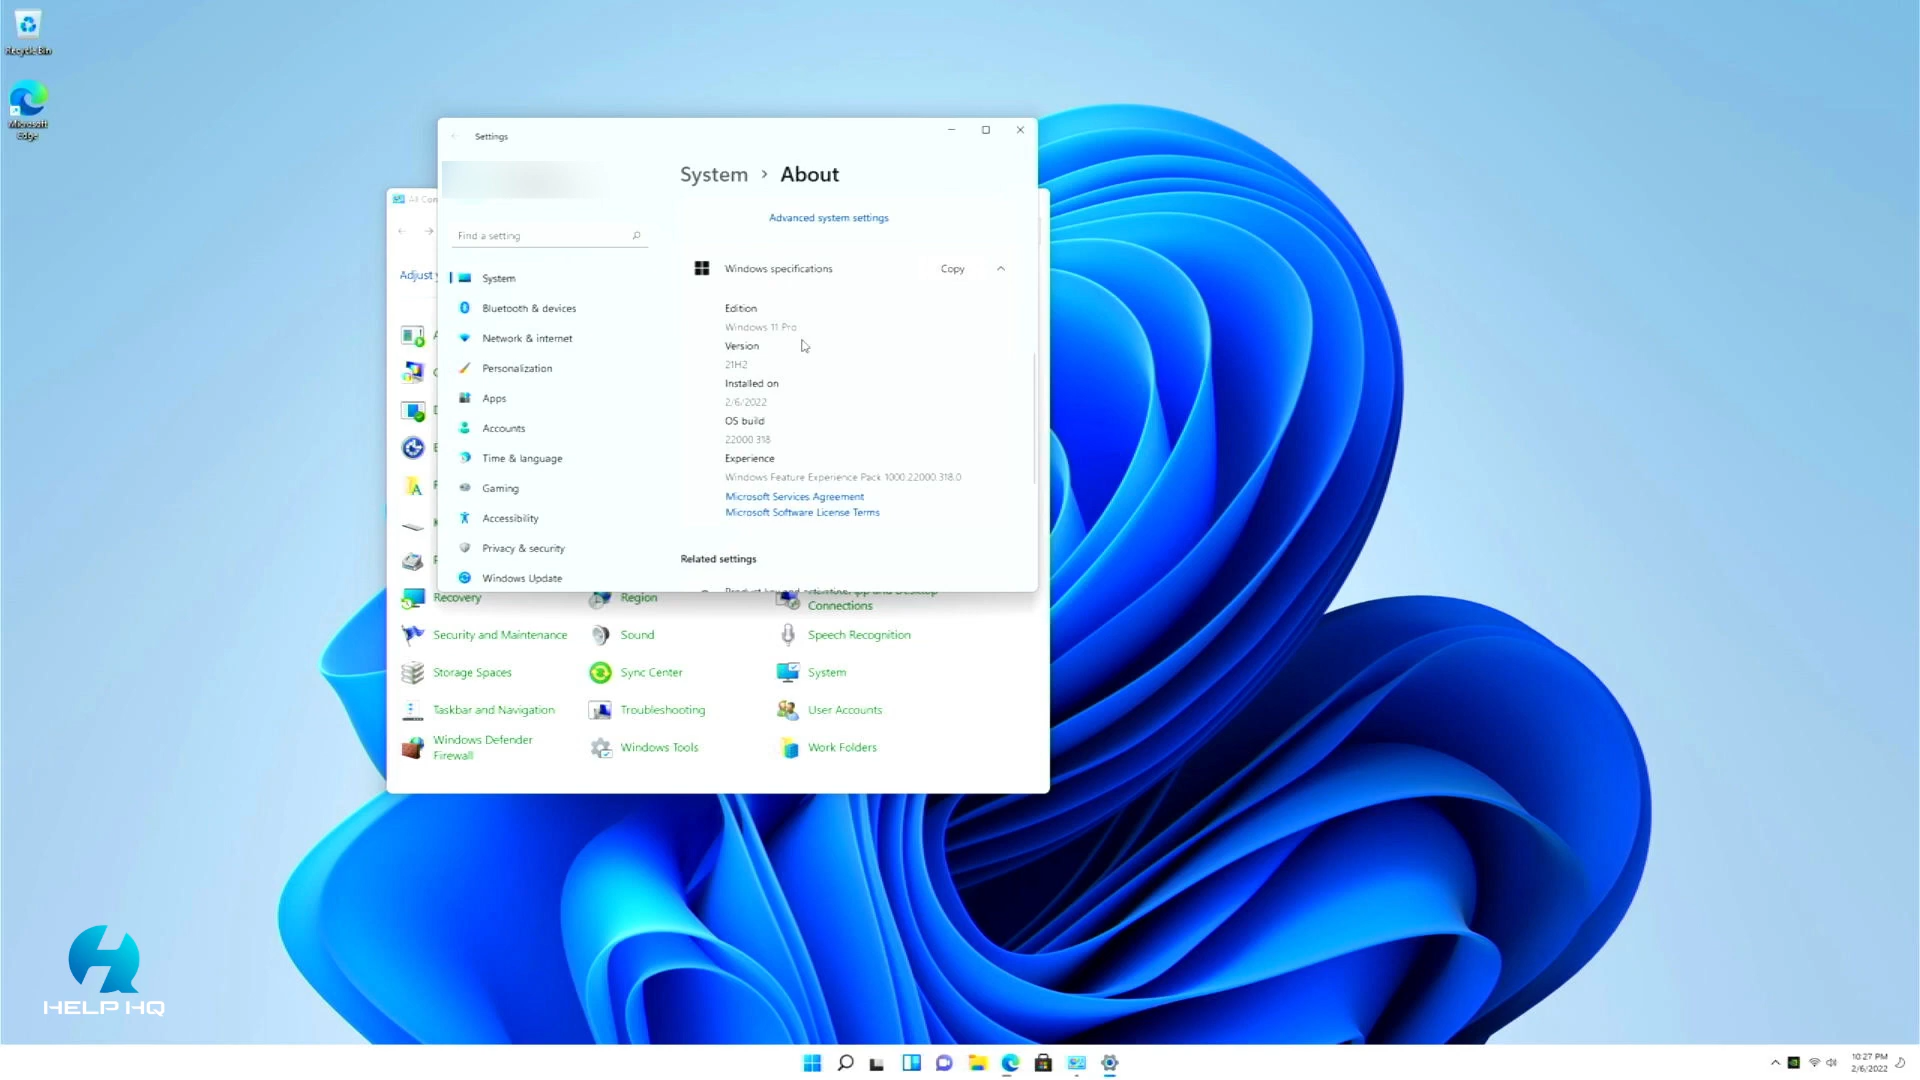 Recycle Bin
Microsoft
Edge
Settings
System › About
Advanced system settings
Find a setting
System
Bluetooth & devices
Network & internet
Personalization
Apps
Accounts
Time & language
Gaming
Accessibility
Privacy & security
Windows Update
Windows specifications
Copy
Edition
Windows 11 Pro
Version
21H2
Installed on
2/6/2022
OS build
22000.318
Experience
Windows Feature Experience Pack 1000.22000.318.0
Microsoft Services Agreement
Microsoft Software License Terms
Related settings
All Con
Adjust
Recovery
Region
Connections
Security and Maintenance
Sound
Speech Recognition
Storage Spaces
Sync Center
System
Taskbar and Navigation
Troubleshooting
User Accounts
Windows Defender
Firewall
Windows Tools
Work Folders
HELP HQ
10:27 PM
2/6/2022